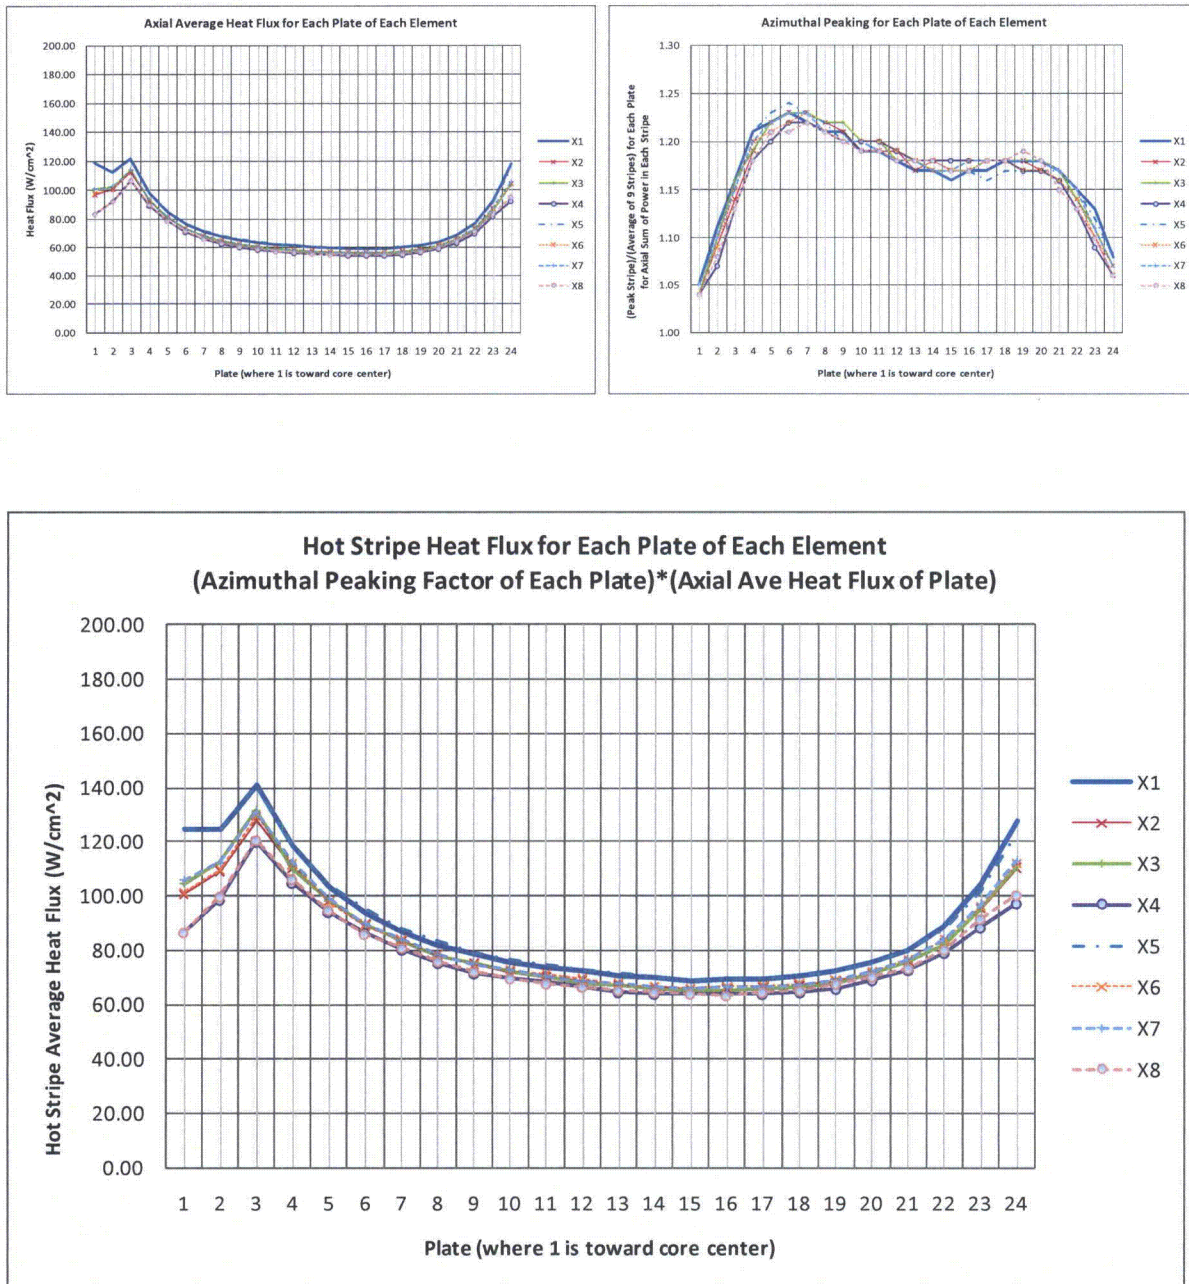 Axial Average Heat Flux for Each Plate of Each Element
200.00
180.00
160.00
140.00
120.00
100.00
80.00
60.00
40.00
20.00
0.00
Heat Flux (W/cm^2)
1 2 3 4 5 6 7 8 9 10 11 12 13 14 15 16 17 18 19 20 21 22 23 24
Plate (where 1 is toward core center)
X1
X2
X3
X4
X5
X6
X7
X8
Azimuthal Peaking for Each Plate of Each Element
1.30
1.25
1.20
1.15
1.10
1.05
1.00
(Peak Stripe)/(Average of 9 Stripes) for Each Plate
for Axial Sum of Power in Each Stripe
1 2 3 4 5 6 7 8 9 10 11 12 13 14 15 16 17 18 19 20 21 22 23 24
Plate (where 1 is toward core center)
X1
X2
X3
X4
X5
X6
X7
X8
Hot Stripe Heat Flux for Each Plate of Each Element
(Azimuthal Peaking Factor of Each Plate)*(Axial Ave Heat Flux of Plate)
200.00
180.00
160.00
140.00
120.00
100.00
80.00
60.00
40.00
20.00
0.00
Hot Stripe Average Heat Flux (W/cm^2)
1 2 3 4 5 6 7 8 9 10 11 12 13 14 15 16 17 18 19 20 21 22 23 24
Plate (where 1 is toward core center)
X1
X2
X3
X4
X5
X6
X7
X8